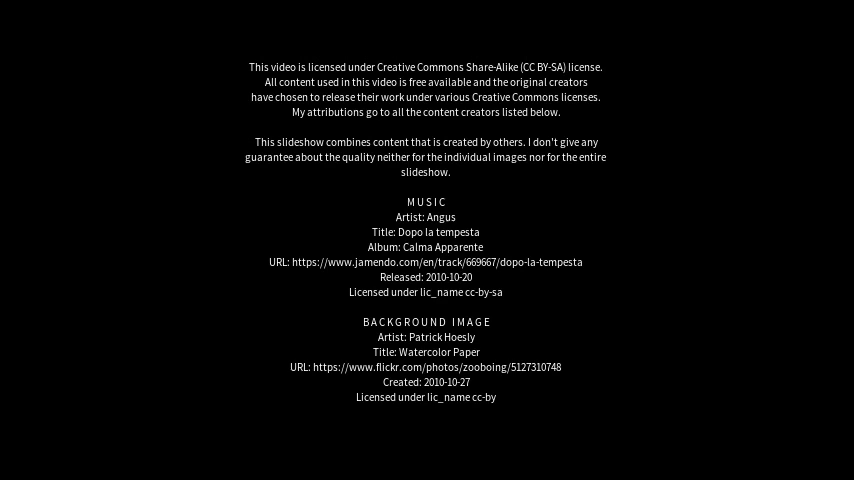 This video is licensed under Creative Commons Share-Alike (CC BY-SA) license.
All content used in this video is free available and the original creators
have chosen to release their work under various Creative Commons licenses.
My attributions go to all the content creators listed below.
This slideshow combines content that is created by others. I don't give any
guarantee about the quality neither for the individual images nor for the entire
slideshow.
MUSIC
Artist: Angus
Title: Dopo la tempesta
Album: Calma Apparente
URL: https://www.jamendo.com/en/track/669667/dopo-la-tempesta
Released: 2010-10-20
Licensed under lic_name cc-by-sa
BACKGROUND IMAGE
Artist: Patrick Hoesly
Title: Watercolor Paper
URL: https://www.flickr.com/photos/zooboing/5127310748
Created: 2010-10-27
Licensed under lic_name cc-by